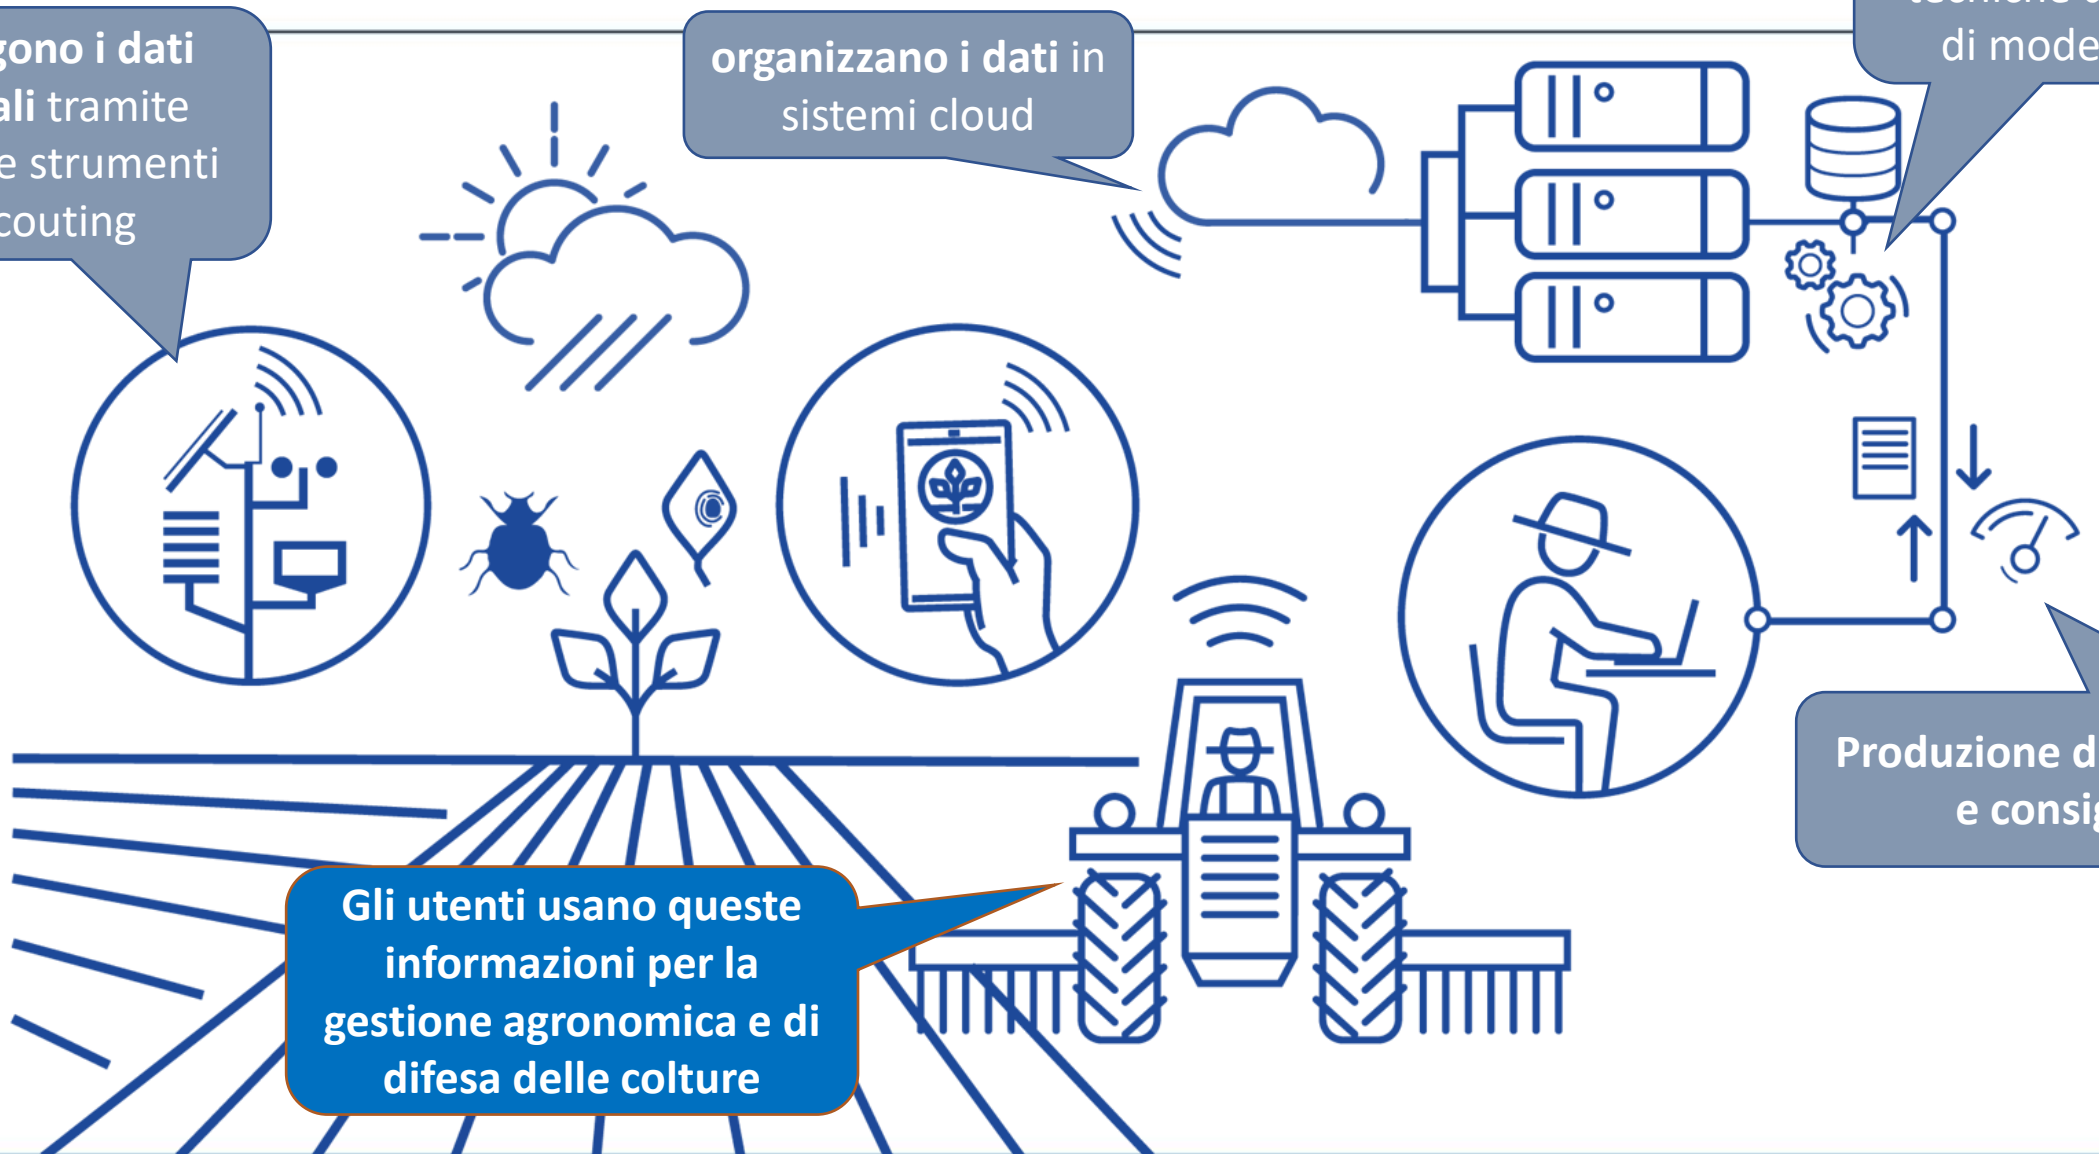 gono i dati
ali tramite
e strumenti
couting
organizzano i dati in
sistemi cloud
di mode
Produzione d
e consig
Gli utenti usano queste
informazioni per la
gestione agronomica e di
difesa delle colture